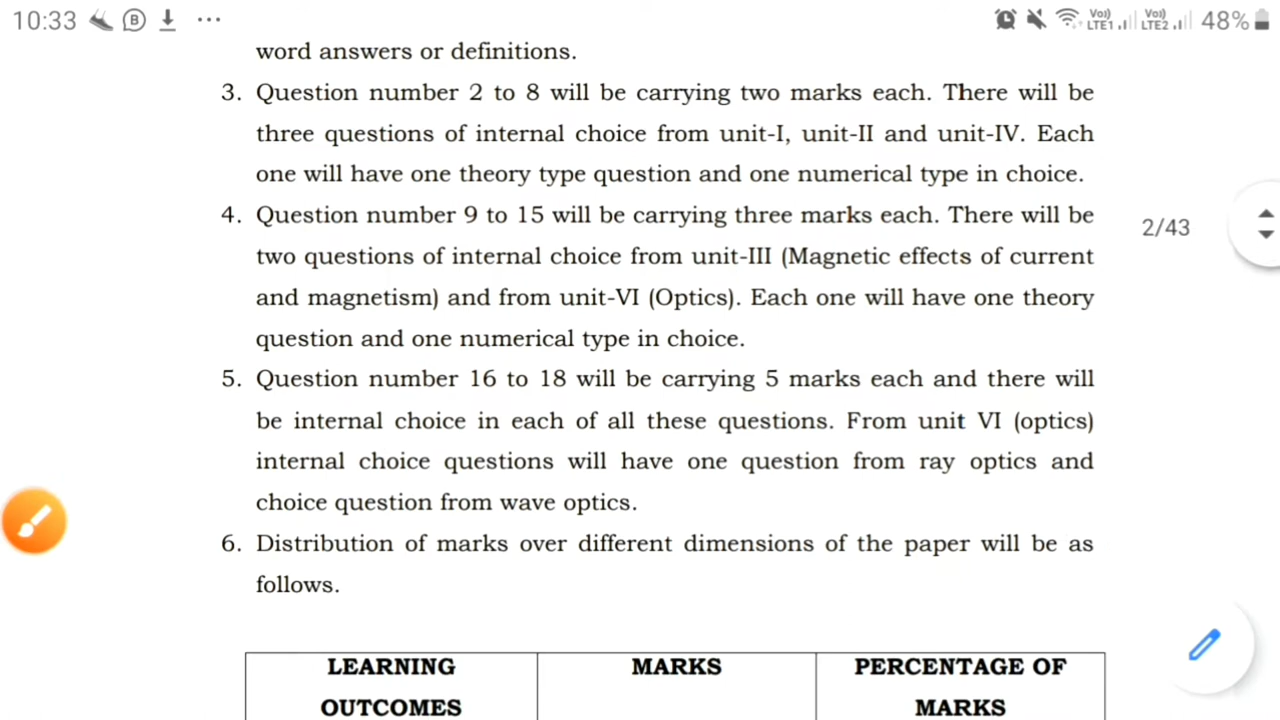 10:33 B ... Vo) LTE1 Vo) LTE2 48%
word answers or definitions.
3. Question number 2 to 8 will be carrying two marks each. There will be
three questions of internal choice from unit-I, unit-II and unit-IV. Each
one will have one theory type question and one numerical type in choice.
4. Question number 9 to 15 will be carrying three marks each. There will be
two questions of internal choice from unit-III (Magnetic effects of current
and magnetism) and from unit-VI (Optics). Each one will have one theory
question and one numerical type in choice.
2/43
5. Question number 16 to 18 will be carrying 5 marks each and there will
be internal choice in each of all these questions. From unit VI (optics)
internal choice questions will have one question from ray optics and
choice question from wave optics.
6. Distribution of marks over different dimensions of the paper will be as
follows.
LEARNING MARKS PERCENTAGE OF
OUTCOMES MARKS